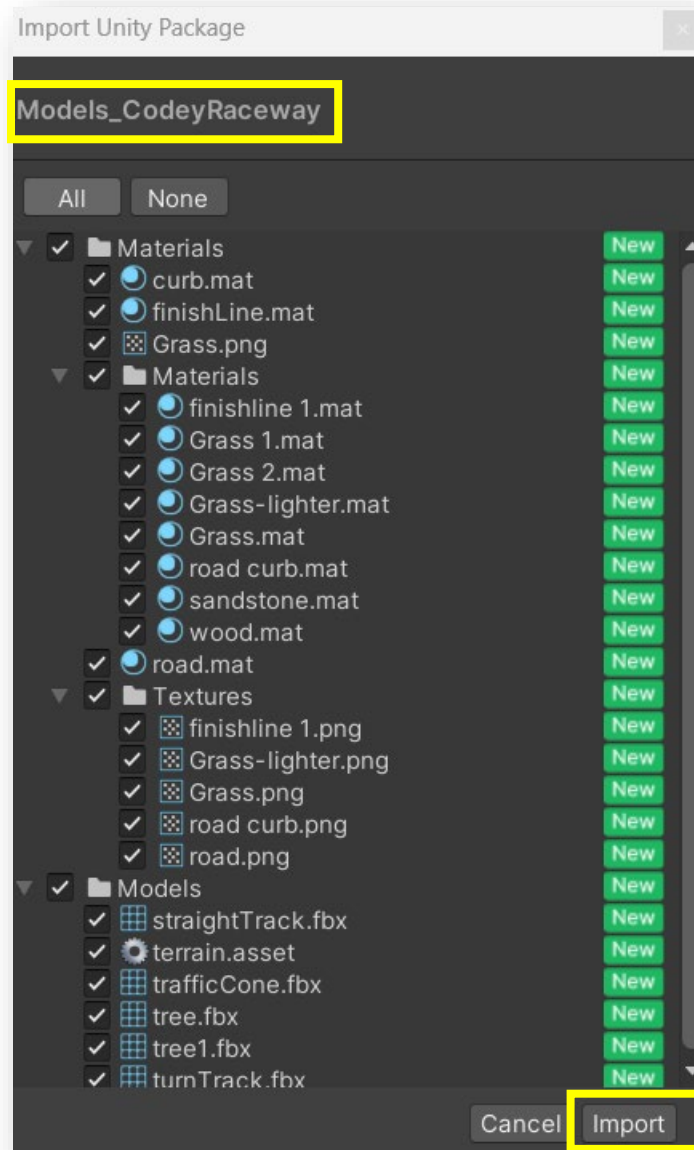 Import Unity Package
Models_CodeyRaceway
All None
Materials New
curb.mat New
finishLine.mat New
Grass.png New
Materials New
finishline 1.mat New
Grass 1.mat New
Grass 2.mat New
Grass-lighter.mat New
Grass.mat New
road curb.mat New
sandstone.mat New
wood.mat New
road.mat New
Textures New
finishline 1.png New
Grass-lighter.png New
Grass.png New
road curb.png New
road.png New
Models New
straightTrack.fbx New
terrain.asset New
trafficCone.fbx New
tree.fbx New
tree1.fbx New
turnTrack.fbx New
Cancel Import